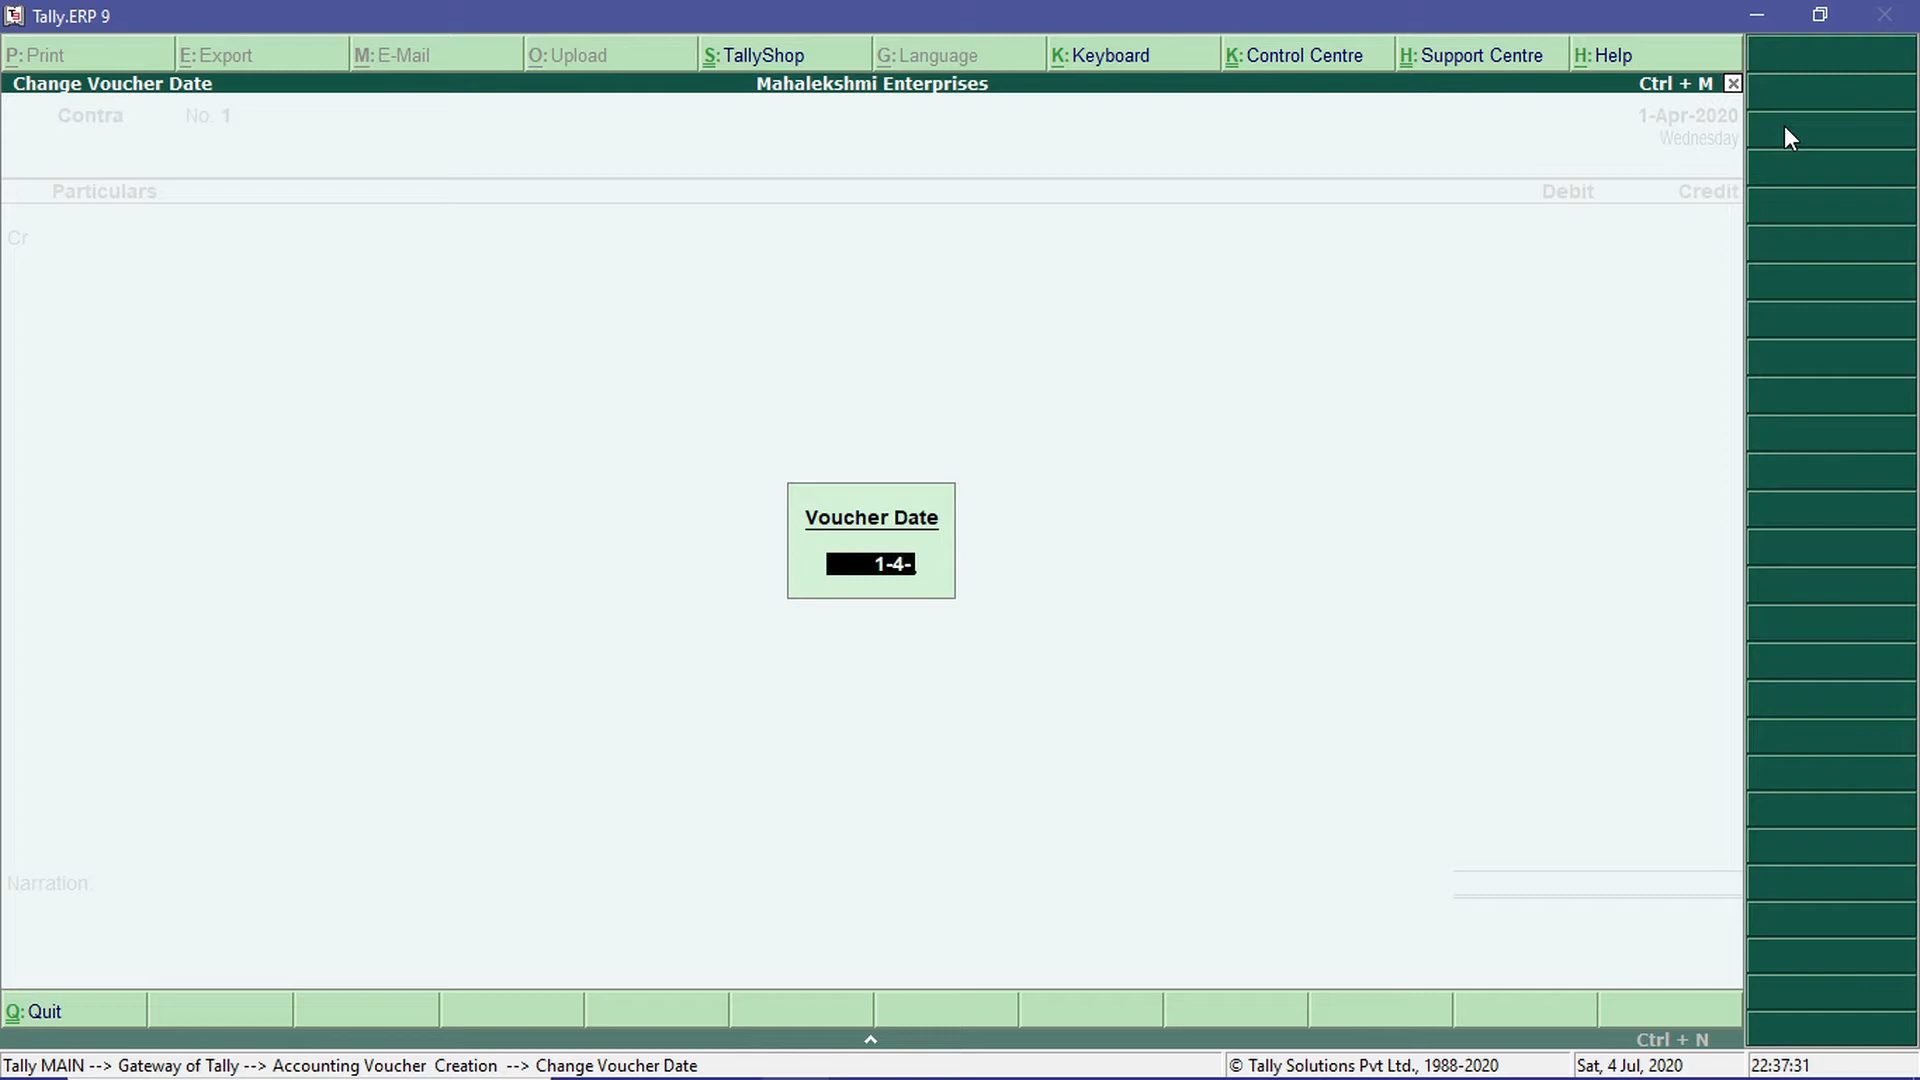 Tally.ERP 9
P: Print E: Export M: E-Mail O: Upload S: TallyShop G: Language K: Keyboard K: Control Centre H: Support Centre H: Help
Change Voucher Date Mahalekshmi Enterprises Ctrl + M
Contra No. 1 1-Apr-2020
Wednesday
Particulars Debit Credit
Cr
Voucher Date
1-4-
Narration:
Q: Quit
Ctrl + N
Tally MAIN --> Gateway of Tally --> Accounting Voucher Creation --> Change Voucher Date © Tally Solutions Pvt Ltd., 1988-2020 Sat, 4 Jul, 2020 22:37:31